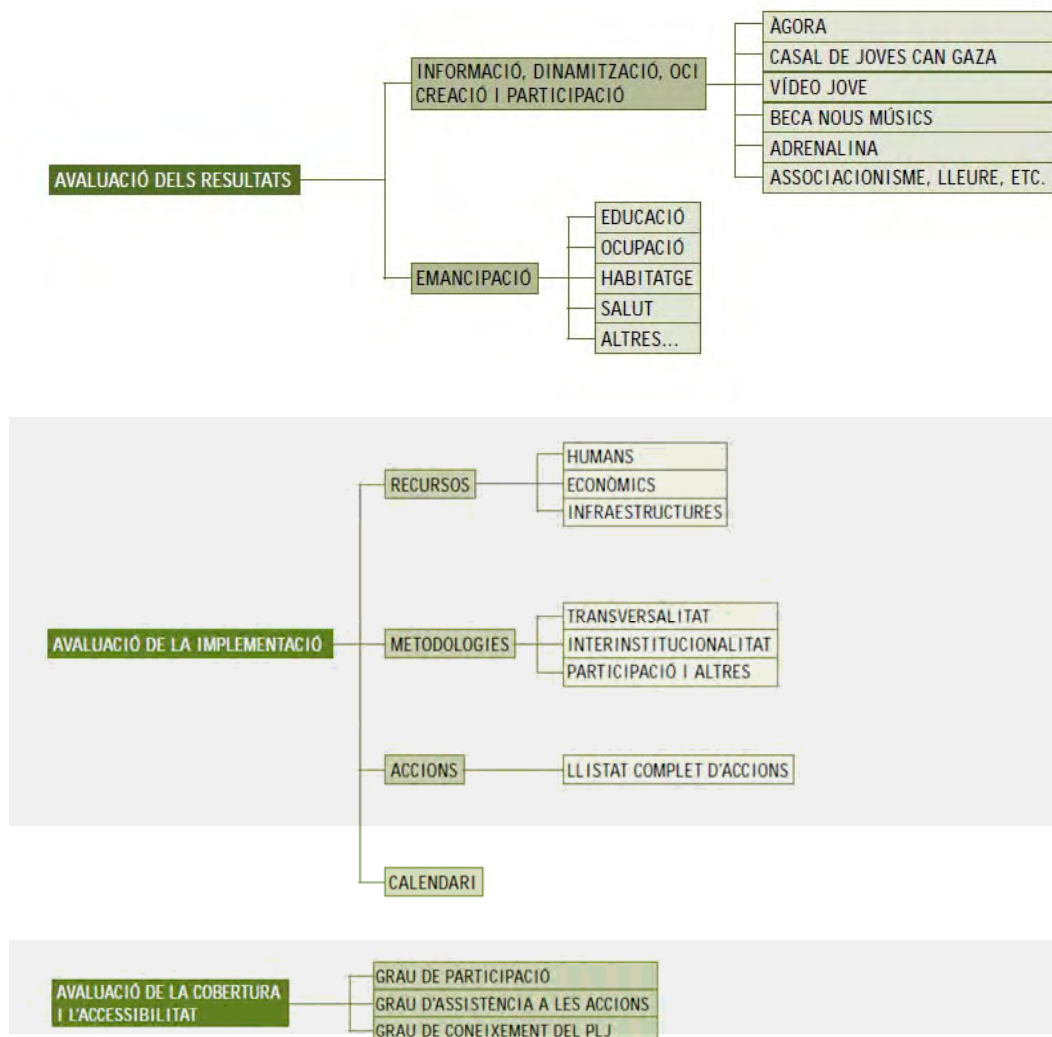 AVALUACIÓ DELS RESULTATS
INFORMACIÓ, DINAMITZACIÓ, OCI
CREACIÓ I PARTICIPACIÓ
ÀGORA
CASAL DE JOVES CAN GAZA
VÍDEO JOVE
BECA NOUS MÚSICS
ADRENALINA
ASSOCIACIONISME, LLEURE, ETC.
EMANCIPACIÓ
EDUCACIÓ
OCUPACIÓ
HABITATGE
SALUT
ALTRES...
AVALUACIÓ DE LA IMPLEMENTACIÓ
RECURSOS
HUMANS
ECONÒMICS
INFRAESTRUCTURES
METODOLOGIES
TRANSVERSALITAT
INTERINSTITUCIONALITAT
PARTICIPACIÓ I ALTRES
ACCIONS
LLISTAT COMPLET D'ACCIONS
CALENDARI
AVALUACIÓ DE LA COBERTURA
I L'ACCESSIBILITAT
GRAU DE PARTICIPACIÓ
GRAU D'ASSISTÈNCIA A LES ACCIONS
GRAU DE CONEIXEMENT DEL PLJ